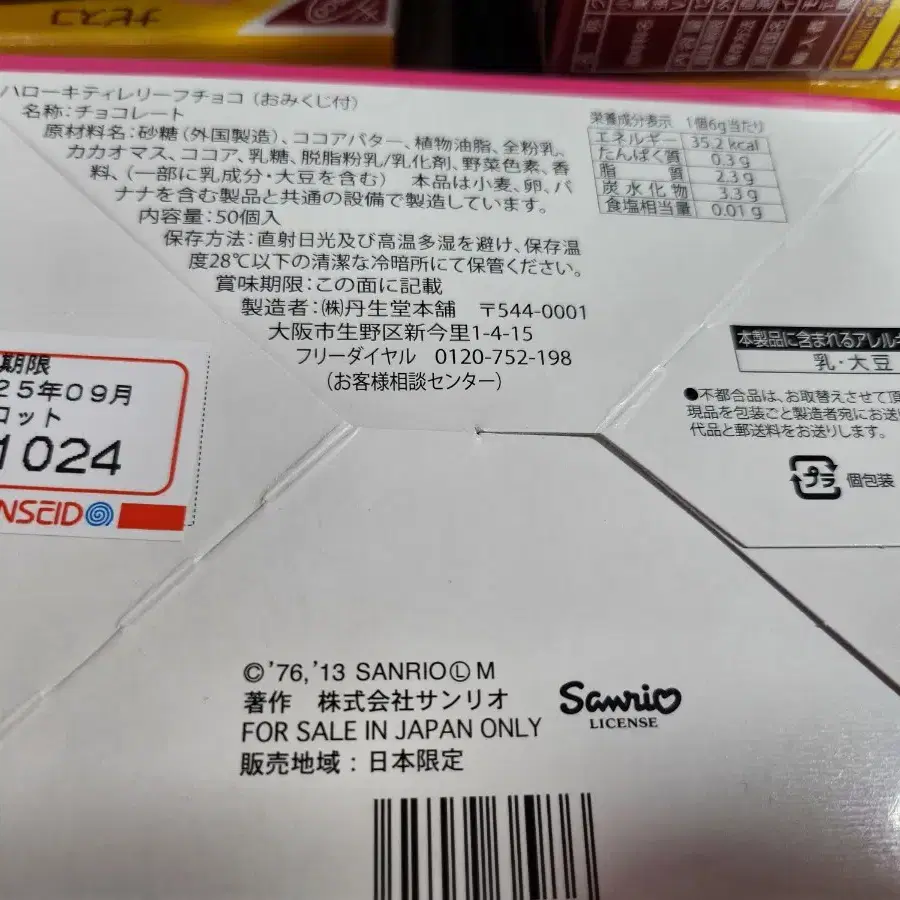 ナビスコ
ハローキティレリーフチョコ（おみくじ付）
名称：チョコレート
原材料名：砂糖（外国製造）、ココアバター、植物油脂、全粉乳、
カカオマス、ココア、乳糖、脱脂粉乳/乳化剤、野菜色素、香
料、（一部に乳成分・大豆を含む） 本品は小麦、卵、バ
ナナを含む製品と共通の設備で製造しています。
内容量：50個入
保存方法：直射日光及び高温多湿を避け、保存温
度28℃以下の清潔な冷暗所にて保管ください。
賞味期限：この面に記載
製造者：㈱丹生堂本舗 〒544-0001
大阪市生野区新今里1-4-15
フリーダイヤル 0120-752-198
（お客様相談センター）
栄養成分表示 1個6g当たり
エネルギー 35.2 kcal
たんぱく質 0.3 g
脂質 2.3 g
炭水化物 3.3 g
食塩相当量 0.01 g
期限
25年09月
ロット
1024
NSEIDO
本製品に含まれるアレル
乳・大豆
●不都合品は、お取替えさせて頂
現品を包装ごと製造者宛にお送
代品と郵送料をお送りします。
プラ 個包装
©'76,'13 SANRIOⓁM
著作 株式会社サンリオ
FOR SALE IN JAPAN ONLY
販売地域：日本限定
Sanrio
LICENSE